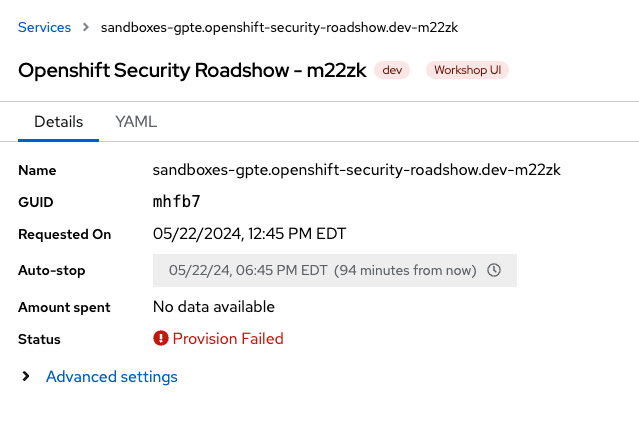 Services > sandboxes-gpte.openshift-security-roadshow.dev-m22zk
Openshift Security Roadshow - m22zk dev Workshop UI
Details YAML
Name sandboxes-gpte.openshift-security-roadshow.dev-m22zk
GUID mhfb7
Requested On 05/22/2024, 12:45 PM EDT
Auto-stop 05/22/24, 06:45 PM EDT (94 minutes from now)
Amount spent No data available
Status Provision Failed
Advanced settings